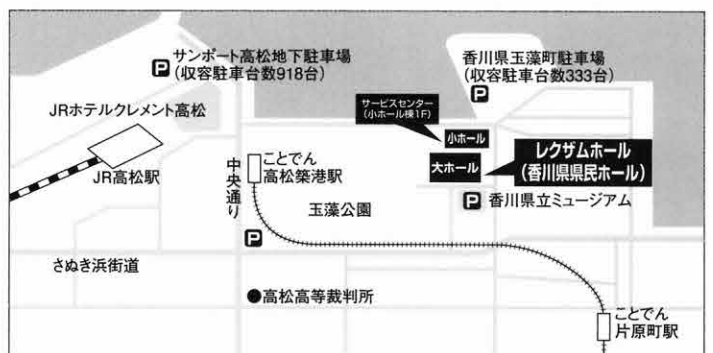 サンポート高松地下駐車場
P
(収容駐車台数918台)
香川県玉藻町駐車場
(収容駐車台数333台)
P
JRホテルクレメント高松
サービスセンター
(小ホール棟1F)
小ホール
大ホール
レクザムホール
(香川県県民ホール)
JR高松駅
中央通り
ことでん
高松築港駅
玉藻公園
P 香川県立ミュージアム
P
さぬき浜街道
高松高等裁判所
ことでん
片原町駅